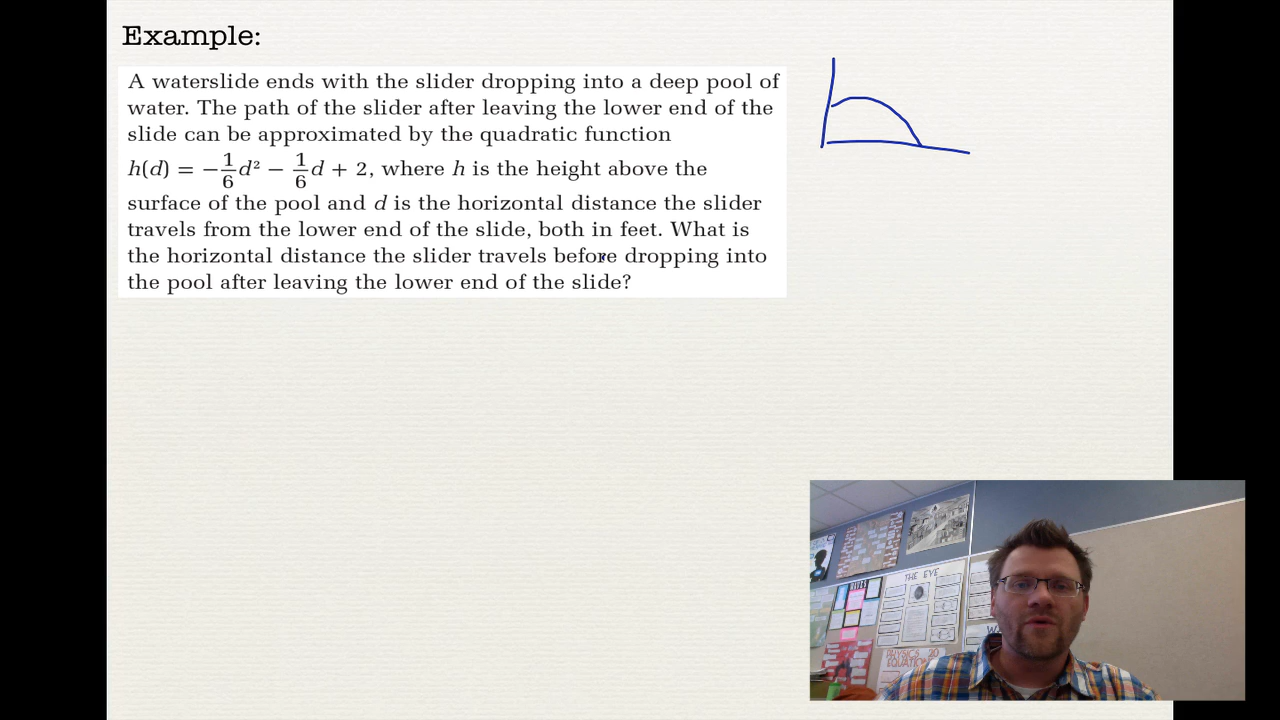 Example:
A waterslide ends with the slider dropping into a deep pool of
water. The path of the slider after leaving the lower end of the
slide can be approximated by the quadratic function
h(d) = −1/6d² − 1/6d + 2, where h is the height above the
surface of the pool and d is the horizontal distance the slider
travels from the lower end of the slide, both in feet. What is
the horizontal distance the slider travels before dropping into
the pool after leaving the lower end of the slide?
THE EYE
PHYSICS 20